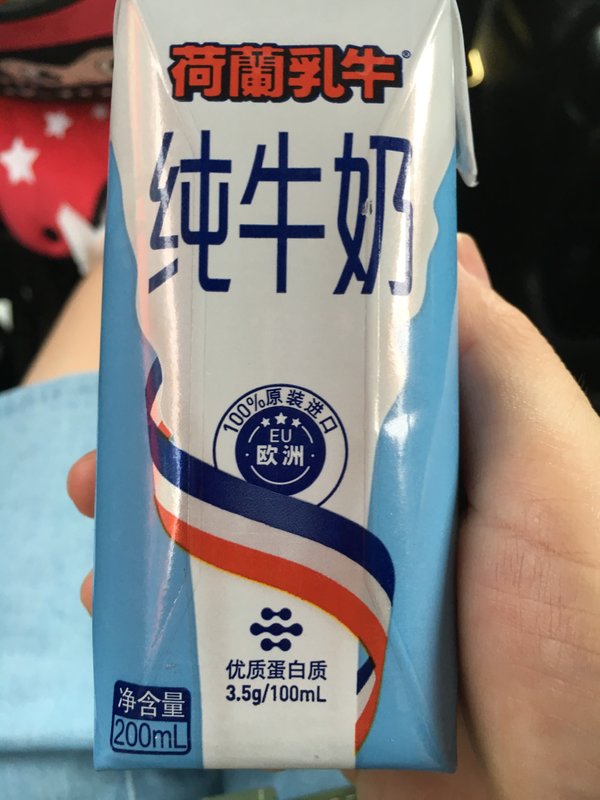 荷蘭乳牛®
纯牛奶
100%原装进口
EU
欧洲
优质蛋白质
3.5g/100mL
净含量
200mL